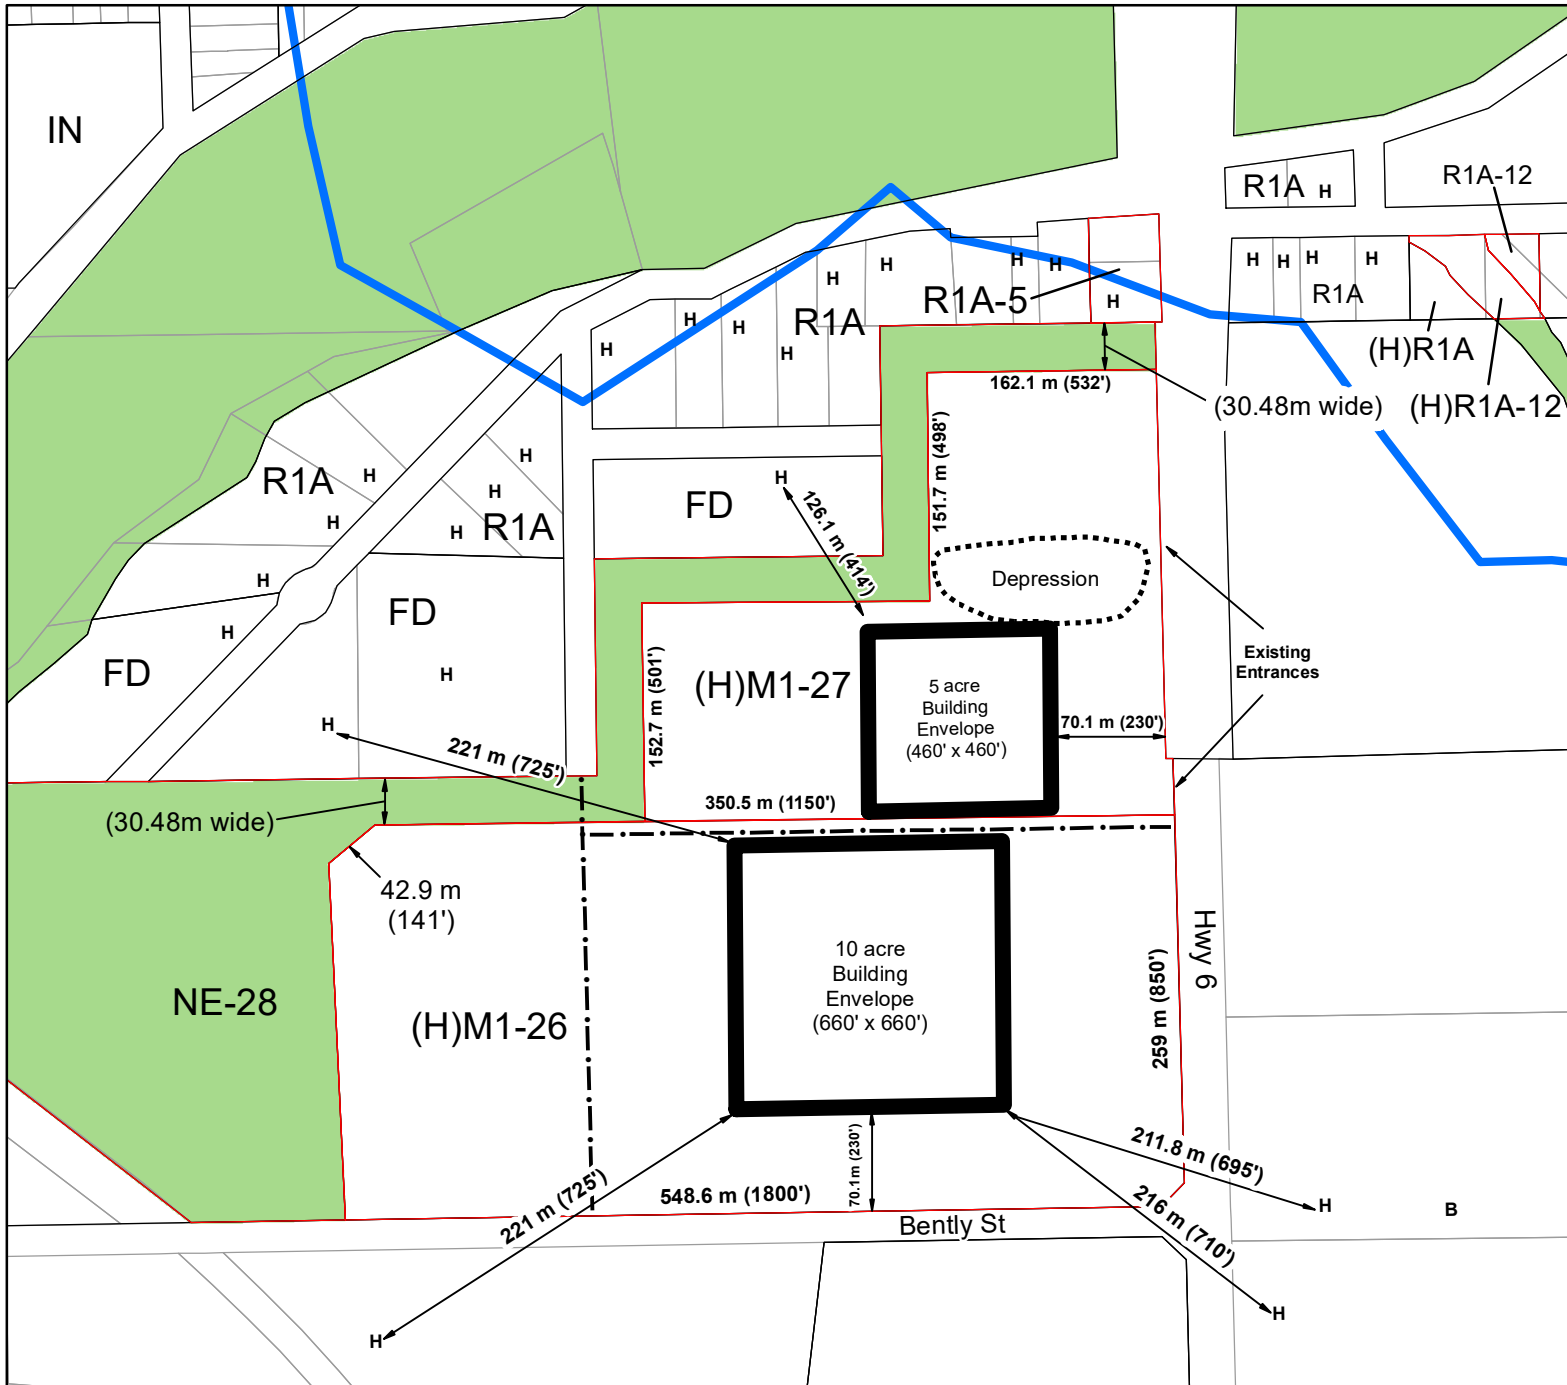 IN
R1A
H
R1A-12
H
H
H
H
R1A
(H)R1A
(H)R1A-12
H
H
H
H
R1A-5
H
H
H
R1A
H
H
H
162.1 m (532')
(30.48m wide)
151.7 m (498')
R1A
H
H
H
H
H
R1A
FD
H
126.1 m (414')
Depression
H
H
FD
FD
H
H
Existing
Entrances
(H)M1-27
152.7 m (501')
5 acre
Building
Envelope
(460' x 460')
70.1 m (230')
221 m (725')
350.5 m (1150')
(30.48m wide)
42.9 m
(141')
NE-28
(H)M1-26
10 acre
Building
Envelope
(660' x 660')
Hwy 6
259 m (850')
70.1m (230')
211.8 m (695')
H
B
216 m (710')
H
221 m (725')
548.6 m (1800')
Bently St
H